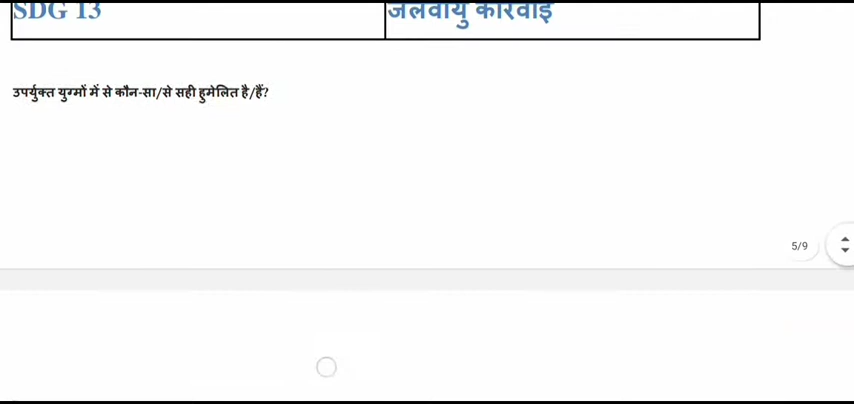 SDG 13 जलवायु कार्रवाई
उपर्युक्त युग्मों में से कौन-सा/से सही हुमेलित है/हैं?
5/9